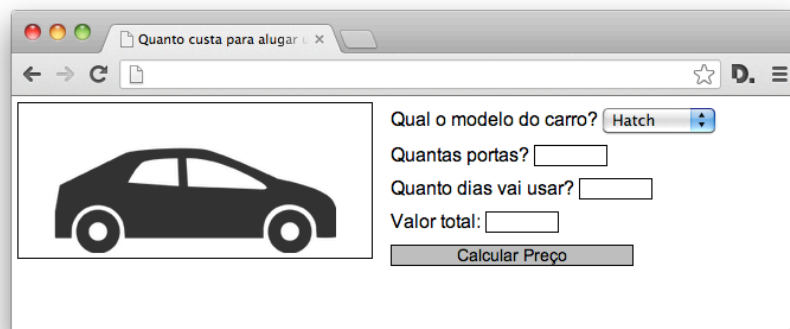 Quanto custa para alugar
Qual o modelo do carro? Hatch
Quantas portas?
Quanto dias vai usar?
Valor total:
Calcular Preço
D.